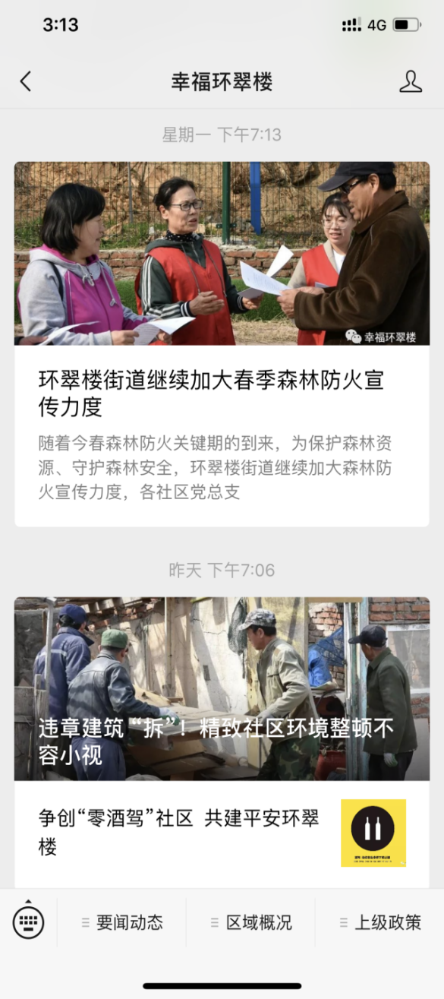 3:13
4G
幸福环翠楼
星期一 下午7:13
幸福环翠楼
环翠楼街道继续加大春季森林防火宣
传力度
随着今春森林防火关键期的到来，为保护森林资
源、守护森林安全，环翠楼街道继续加大森林防
火宣传力度，各社区党总支
昨天 下午7:06
违章建筑“拆”！精致社区环境整顿不
容小视
争创“零酒驾”社区 共建平安环翠
楼
要闻动态
区域概况
上级政策